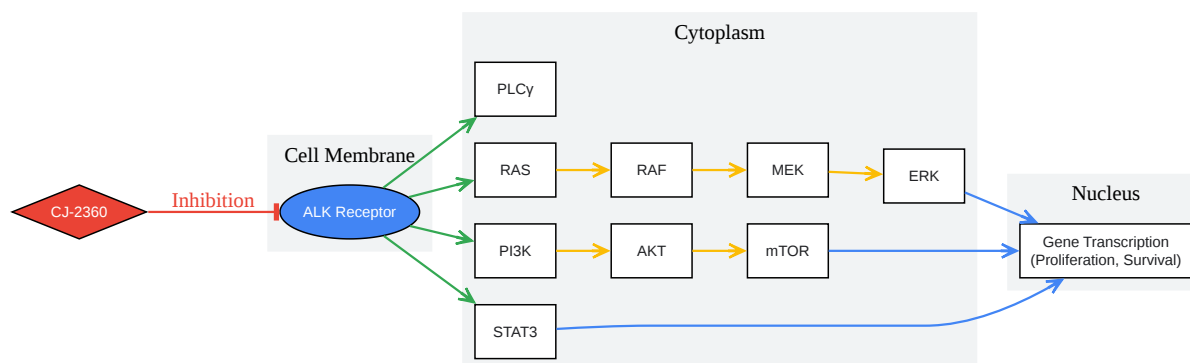 Cytoplasm
PLCγ
Cell Membrane
Nucleus
RAS
RAF
MEK
ERK
CJ-2360
Inhibition
ALK Receptor
PI3K
AKT
mTOR
Gene Transcription
(Proliferation, Survival)
STAT3